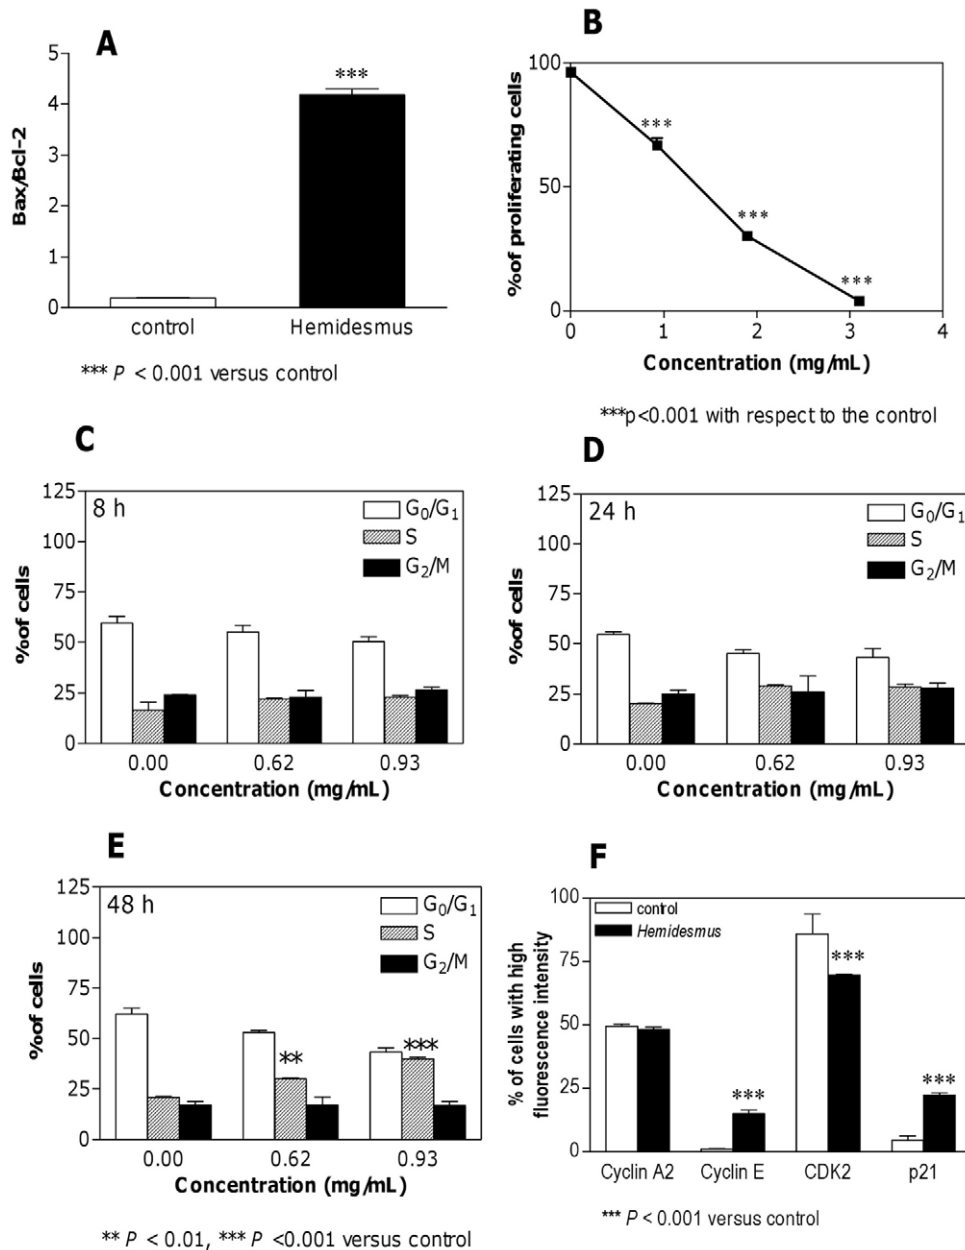 A
Bax/Bcl-2
5
4
3
2
1
0
***
control
Hemidesmus
*** P < 0.001 versus control
B
%of proliferating cells
100
50
0
***
***
***
0 1 2 3 4
Concentration (mg/mL)
***p<0.001 with respect to the control
C
%of cells
125
100
75
50
25
0
8 h
G₀/G₁
S
G₂/M
0.00 0.62 0.93
Concentration (mg/mL)
D
%of cells
125
100
75
50
25
0
24 h
G₀/G₁
S
G₂/M
0.00 0.62 0.93
Concentration (mg/mL)
E
%of cells
125
100
75
50
25
0
48 h
G₀/G₁
S
G₂/M
**
***
0.00 0.62 0.93
Concentration (mg/mL)
** P < 0.01, *** P <0.001 versus control
F
% of cells with high
fluorescence intensity
100
75
50
25
0
control
Hemidesmus
***
***
***
Cyclin A2 Cyclin E CDK2 p21
*** P < 0.001 versus control